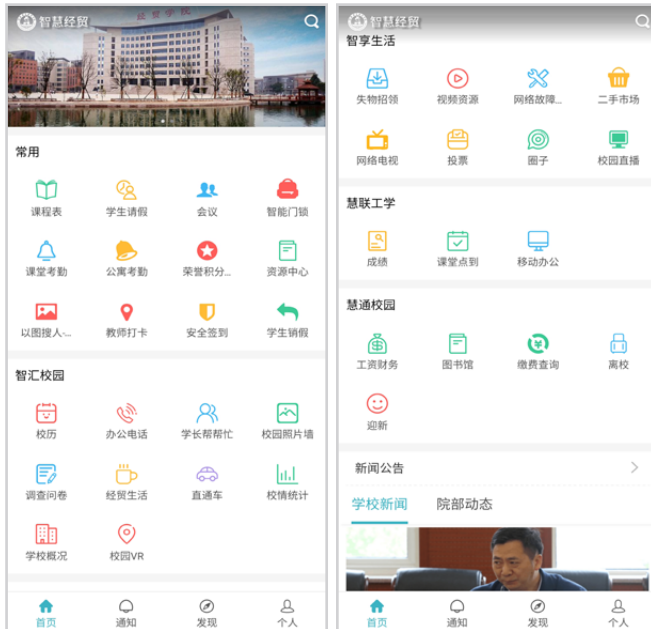 智慧经贸
经贸学院
常用
课程表 学生请假 会议 智能门锁
课堂考勤 公寓考勤 荣誉积分... 资源中心
以图搜人-... 教师打卡 安全签到 学生销假
智汇校园
校历 办公电话 学长帮帮忙 校园照片墙
调查问卷 经贸生活 直通车 校情统计
学校概况 校园VR
首页 通知 发现 个人
智慧经贸
智享生活
失物招领 视频资源 网络故障... 二手市场
网络电视 投票 圈子 校园直播
慧联工学
成绩 课堂点到 移动办公
慧通校园
工资财务 图书馆 缴费查询 离校
迎新
新闻公告
学校新闻 院部动态
首页 通知 发现 个人